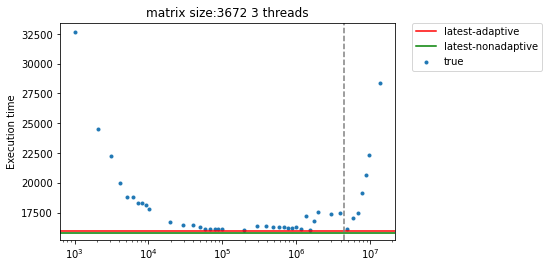 matrix size:3672 3 threads
latest-adaptive
latest-nonadaptive
true
Execution time
32500
30000
27500
25000
22500
20000
17500
10³
10⁴
10⁵
10⁶
10⁷